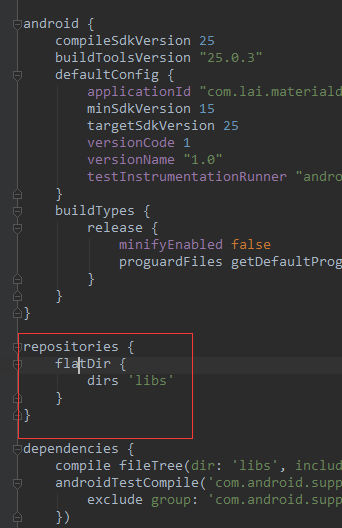 android {
compileSdkVersion 25
buildToolsVersion "25.0.3"
defaultConfig {
applicationId "com.lai.materiald
minSdkVersion 15
targetSdkVersion 25
versionCode 1
versionName "1.0"
testInstrumentationRunner "andro
}
buildTypes {
release {
minifyEnabled false
proguardFiles getDefaultProg
}
}
}
repositories {
flatDir {
dirs 'libs'
}
}
dependencies {
compile fileTree(dir: 'libs', includ
androidTestCompile('com.android.supp
exclude group: 'com.android.supp
})